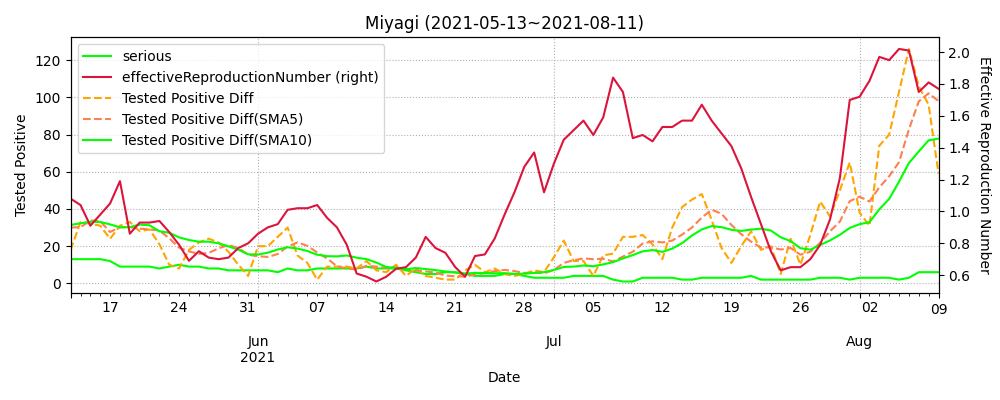 Miyagi (2021-05-13~2021-08-11)
serious
effectiveReproductionNumber (right)
Tested Positive Diff
Tested Positive Diff(SMA5)
Tested Positive Diff(SMA10)
Tested Positive
120
100
80
60
40
20
0
2.0
1.8
1.6
1.4
1.2
1.0
0.8
0.6
Effective Reproduction Number
17 24 31 07 14 21 28 05 12 19 26 02 09
Jun Jul Aug
2021
Date